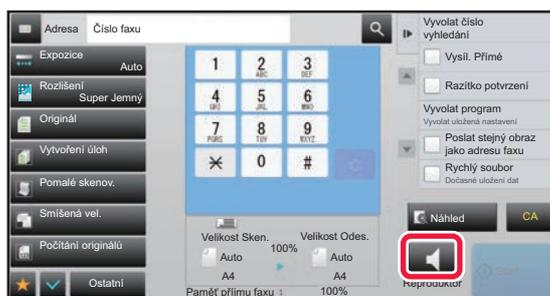 Adresa
Číslo faxu
Expozice
Auto
Rozlišení
Super Jemný
Originál
Vytvoření úloh
Pomalé skenov.
Smíšená vel.
Počítání originálů
Ostatní
1
2
ABC
3
DEF
4
GHI
5
JKL
6
MNO
7
PQRS
8
TUV
9
WXYZ
0
#
C
Velikost Sken.
100%
Velikost Odes.
Auto
A4
Auto
A4
Paměť příjmu faxu :
100%
Vyvolat číslo
vyhledání
Vysíl. Přímé
Razítko potvrzení
Vyvolat program
Vyvolat uložená nastavení
Poslat stejný obraz
jako adresu faxu
Rychlý soubor
Dočasné uložení dat
Náhled
CA
Reproduktor
Start